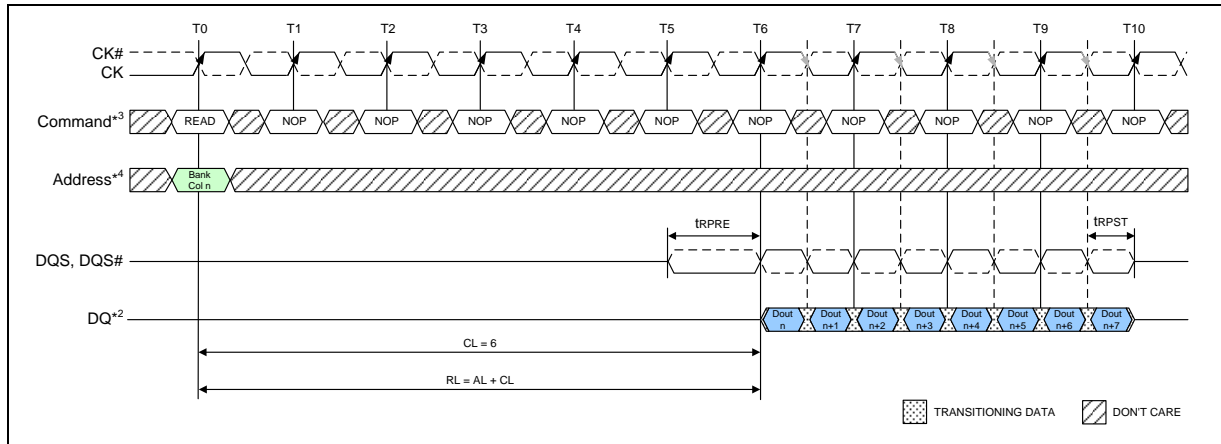 T0 T1 T2 T3 T4 T5 T6 T7 T8 T9 T10
CK#
CK
Command*3 READ NOP NOP NOP NOP NOP NOP NOP NOP NOP NOP
Address*4 Bank
Col n
tRPRE tRPST
DQS, DQS#
DQ*2 Dout Dout Dout Dout Dout Dout Dout Dout
n n+1 n+2 n+3 n+4 n+5 n+6 n+7
CL = 6
RL = AL + CL
TRANSITIONING DATA DON'T CARE